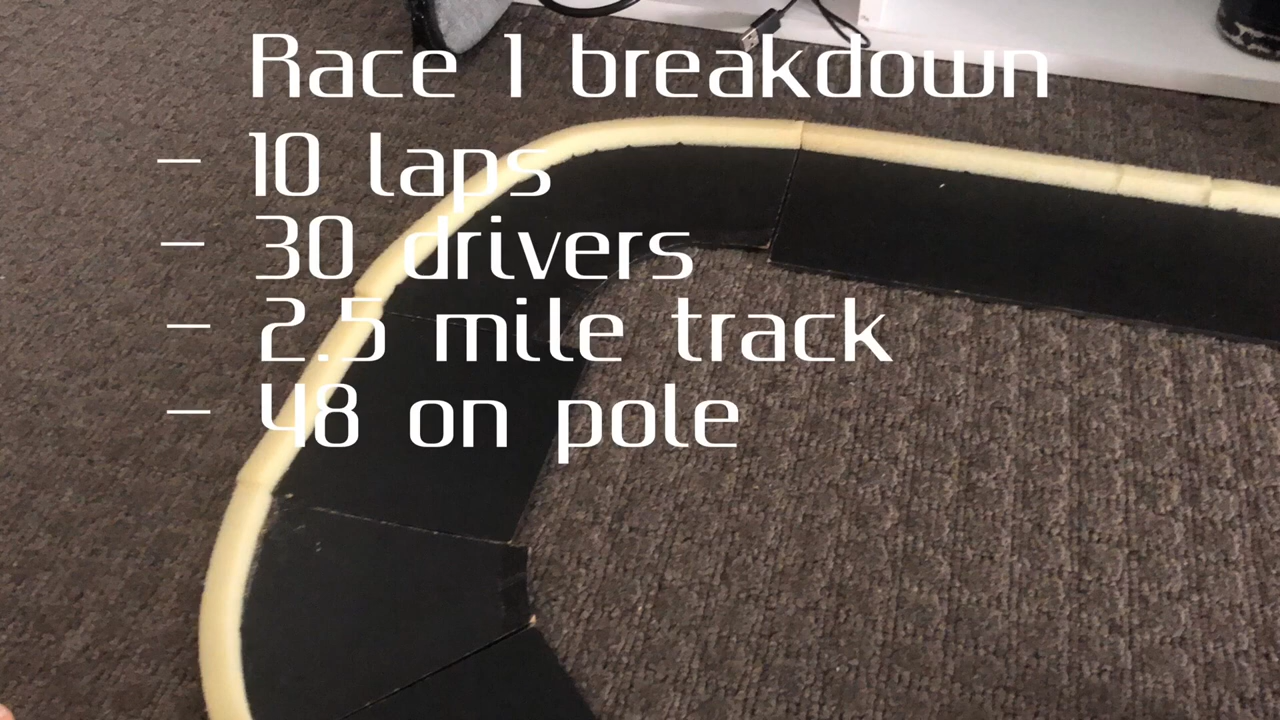 Race 1 breakdown
- 10 laps
- 30 drivers
- 2.5 mile track
- 48 on pole